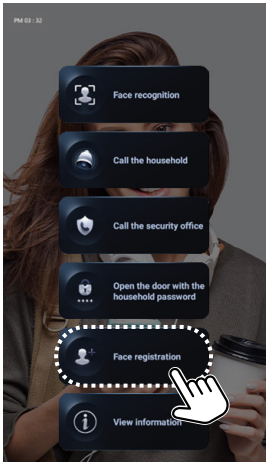 PM 03 : 32
Face recognition
Call the household
Call the security office
Open the door with the
household password
Face registration
View information